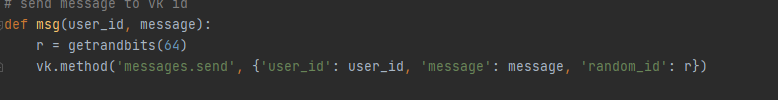 # send message to vk id
def msg(user_id, message):
    r = getrandbits(64)
    vk.method('messages.send', {'user_id': user_id, 'message': message, 'random_id': r})